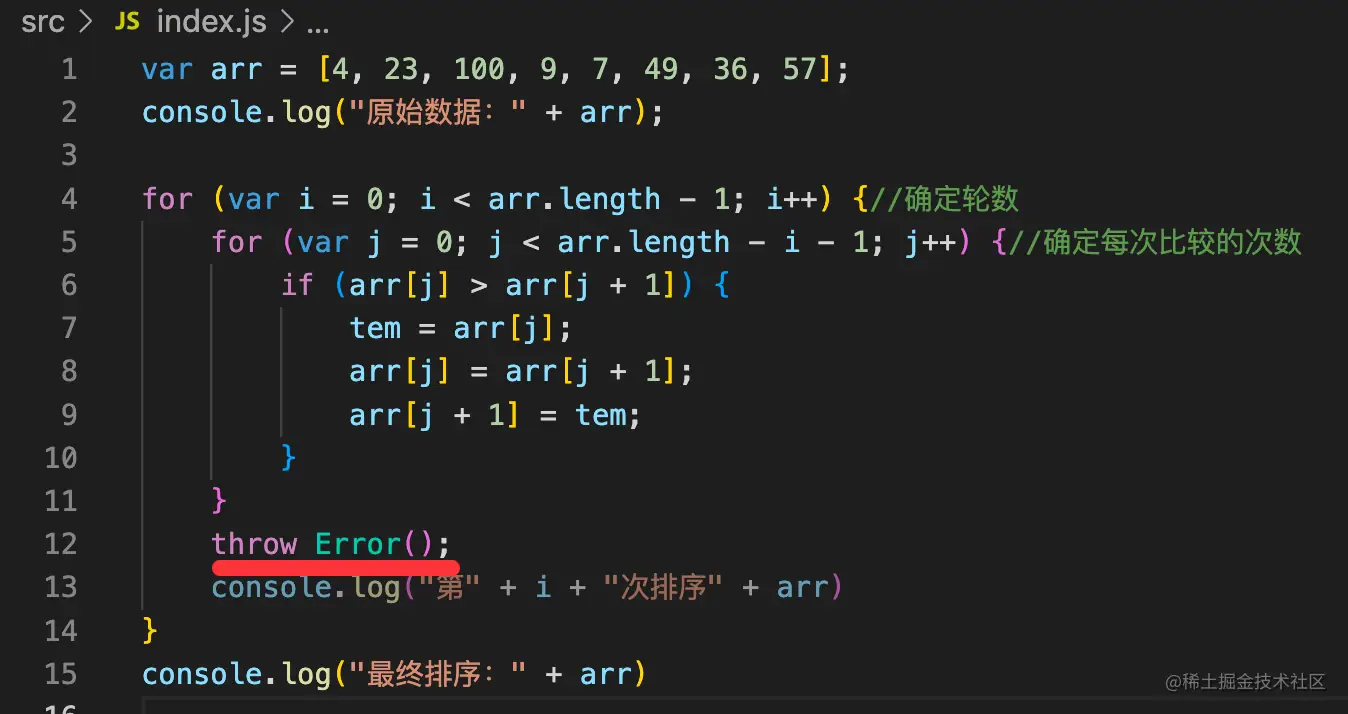 src > JS index.js > ...
1 var arr = [4, 23, 100, 9, 7, 49, 36, 57];
2 console.log("原始数据：" + arr);
3
4 for (var i = 0; i < arr.length - 1; i++) {//确定轮数
5 for (var j = 0; j < arr.length - i - 1; j++) {//确定每次比较的次数
6 if (arr[j] > arr[j + 1]) {
7 tem = arr[j];
8 arr[j] = arr[j + 1];
9 arr[j + 1] = tem;
10 }
11 }
12 throw Error();
13 console.log("第" + i + "次排序" + arr)
14 }
15 console.log("最终排序：" + arr)
16
@稀土掘金技术社区